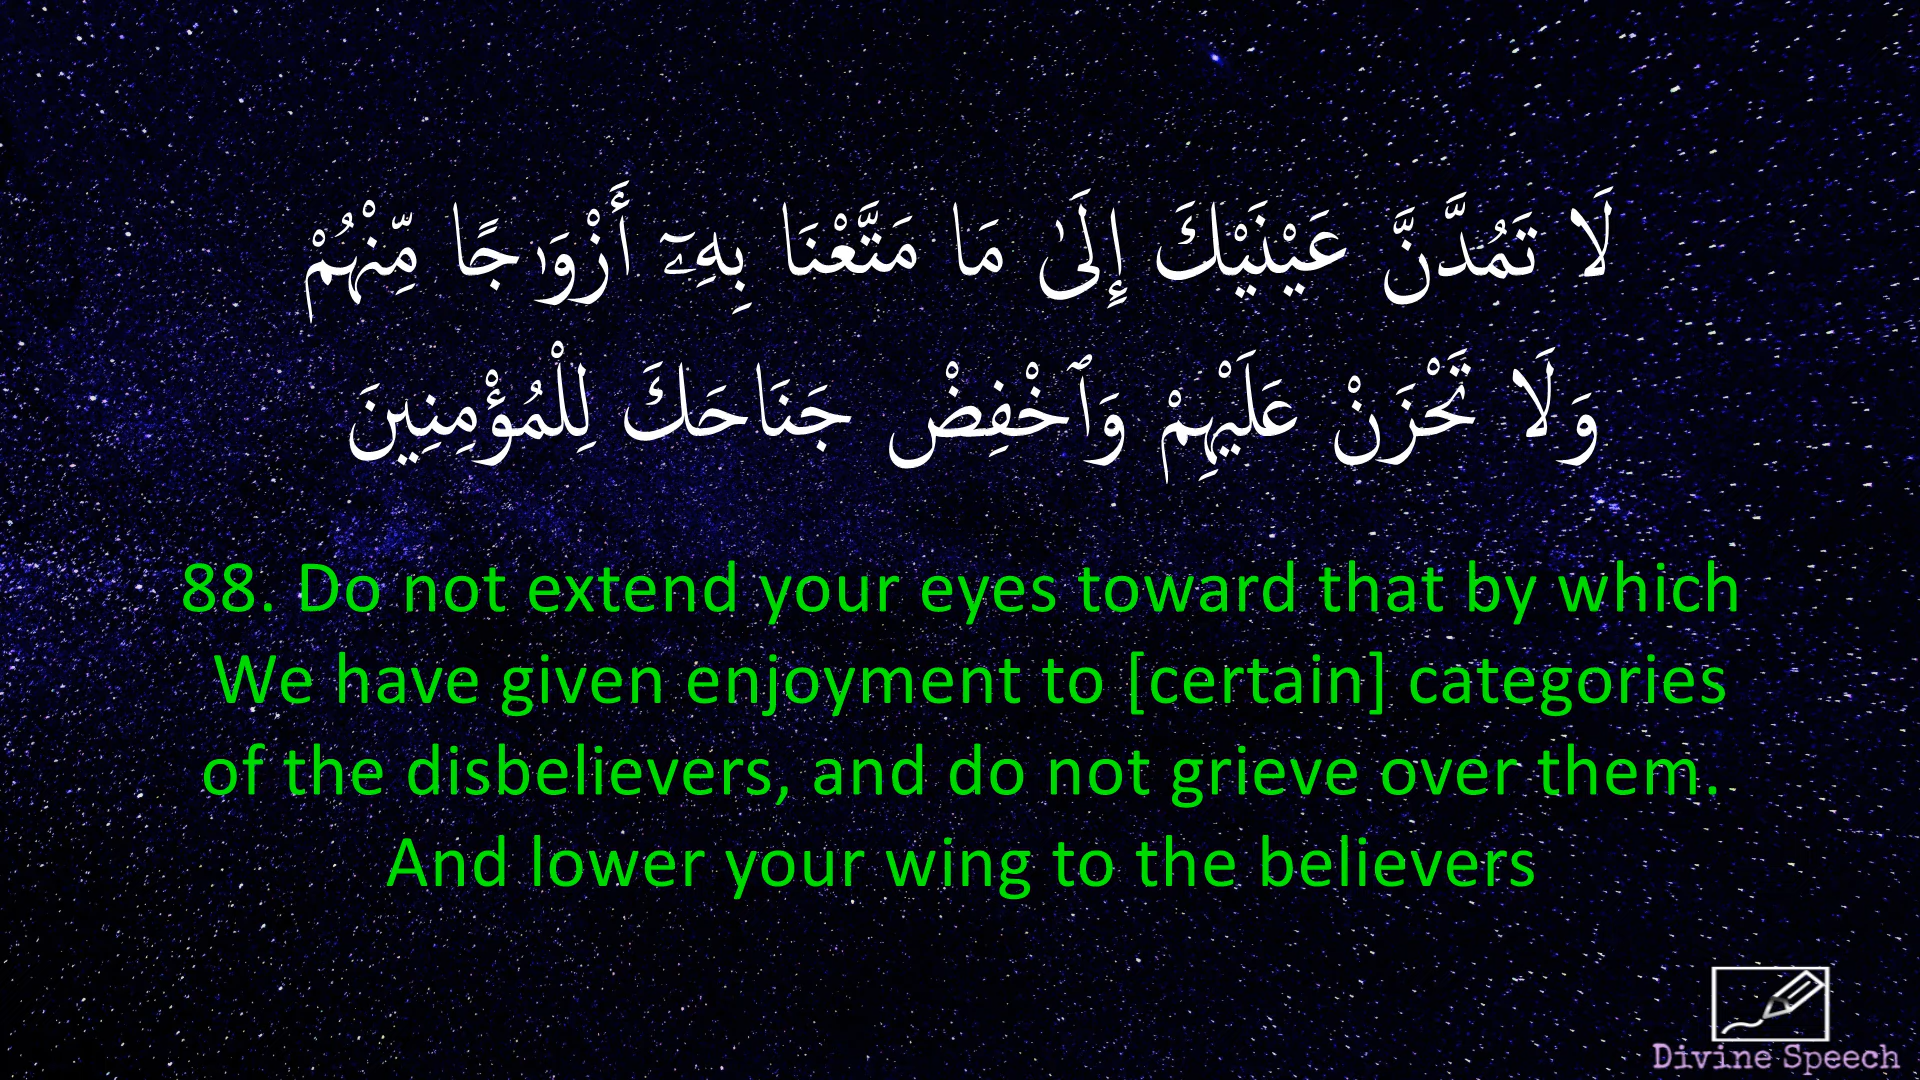 لَا تَمُدَّنَّ عَيْنَيْكَ إِلَىٰ مَا مَتَّعْنَا بِهِۦٓ أَزْوَٰجًا مِّنْهُمْ
وَلَا تَحْزَنْ عَلَيْهِمْ وَٱخْفِضْ جَنَاحَكَ لِلْمُؤْمِنِينَ
88. Do not extend your eyes toward that by which
We have given enjoyment to [certain] categories
of the disbelievers, and do not grieve over them.
And lower your wing to the believers
Divine Speech